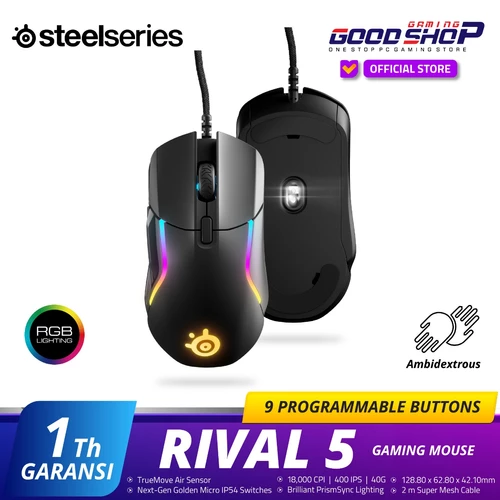 steelseries
GAMING
GOODSHOP
ONE STOP PC GAMING STORE
OFFICIAL STORE
RGB
LIGHTING
Ambidextrous
9 PROGRAMMABLE BUTTONS
1Th
GARANSI
RIVAL 5 GAMING MOUSE
TrueMove Air Sensor | 18,000 CPI | 400 IPS | 40G | 128.80 x 62.80 x 42.10mm
Next-Gen Golden Micro IP54 Switches | Brilliant PrismSync Lighting | 2 m Super Mesh Cable